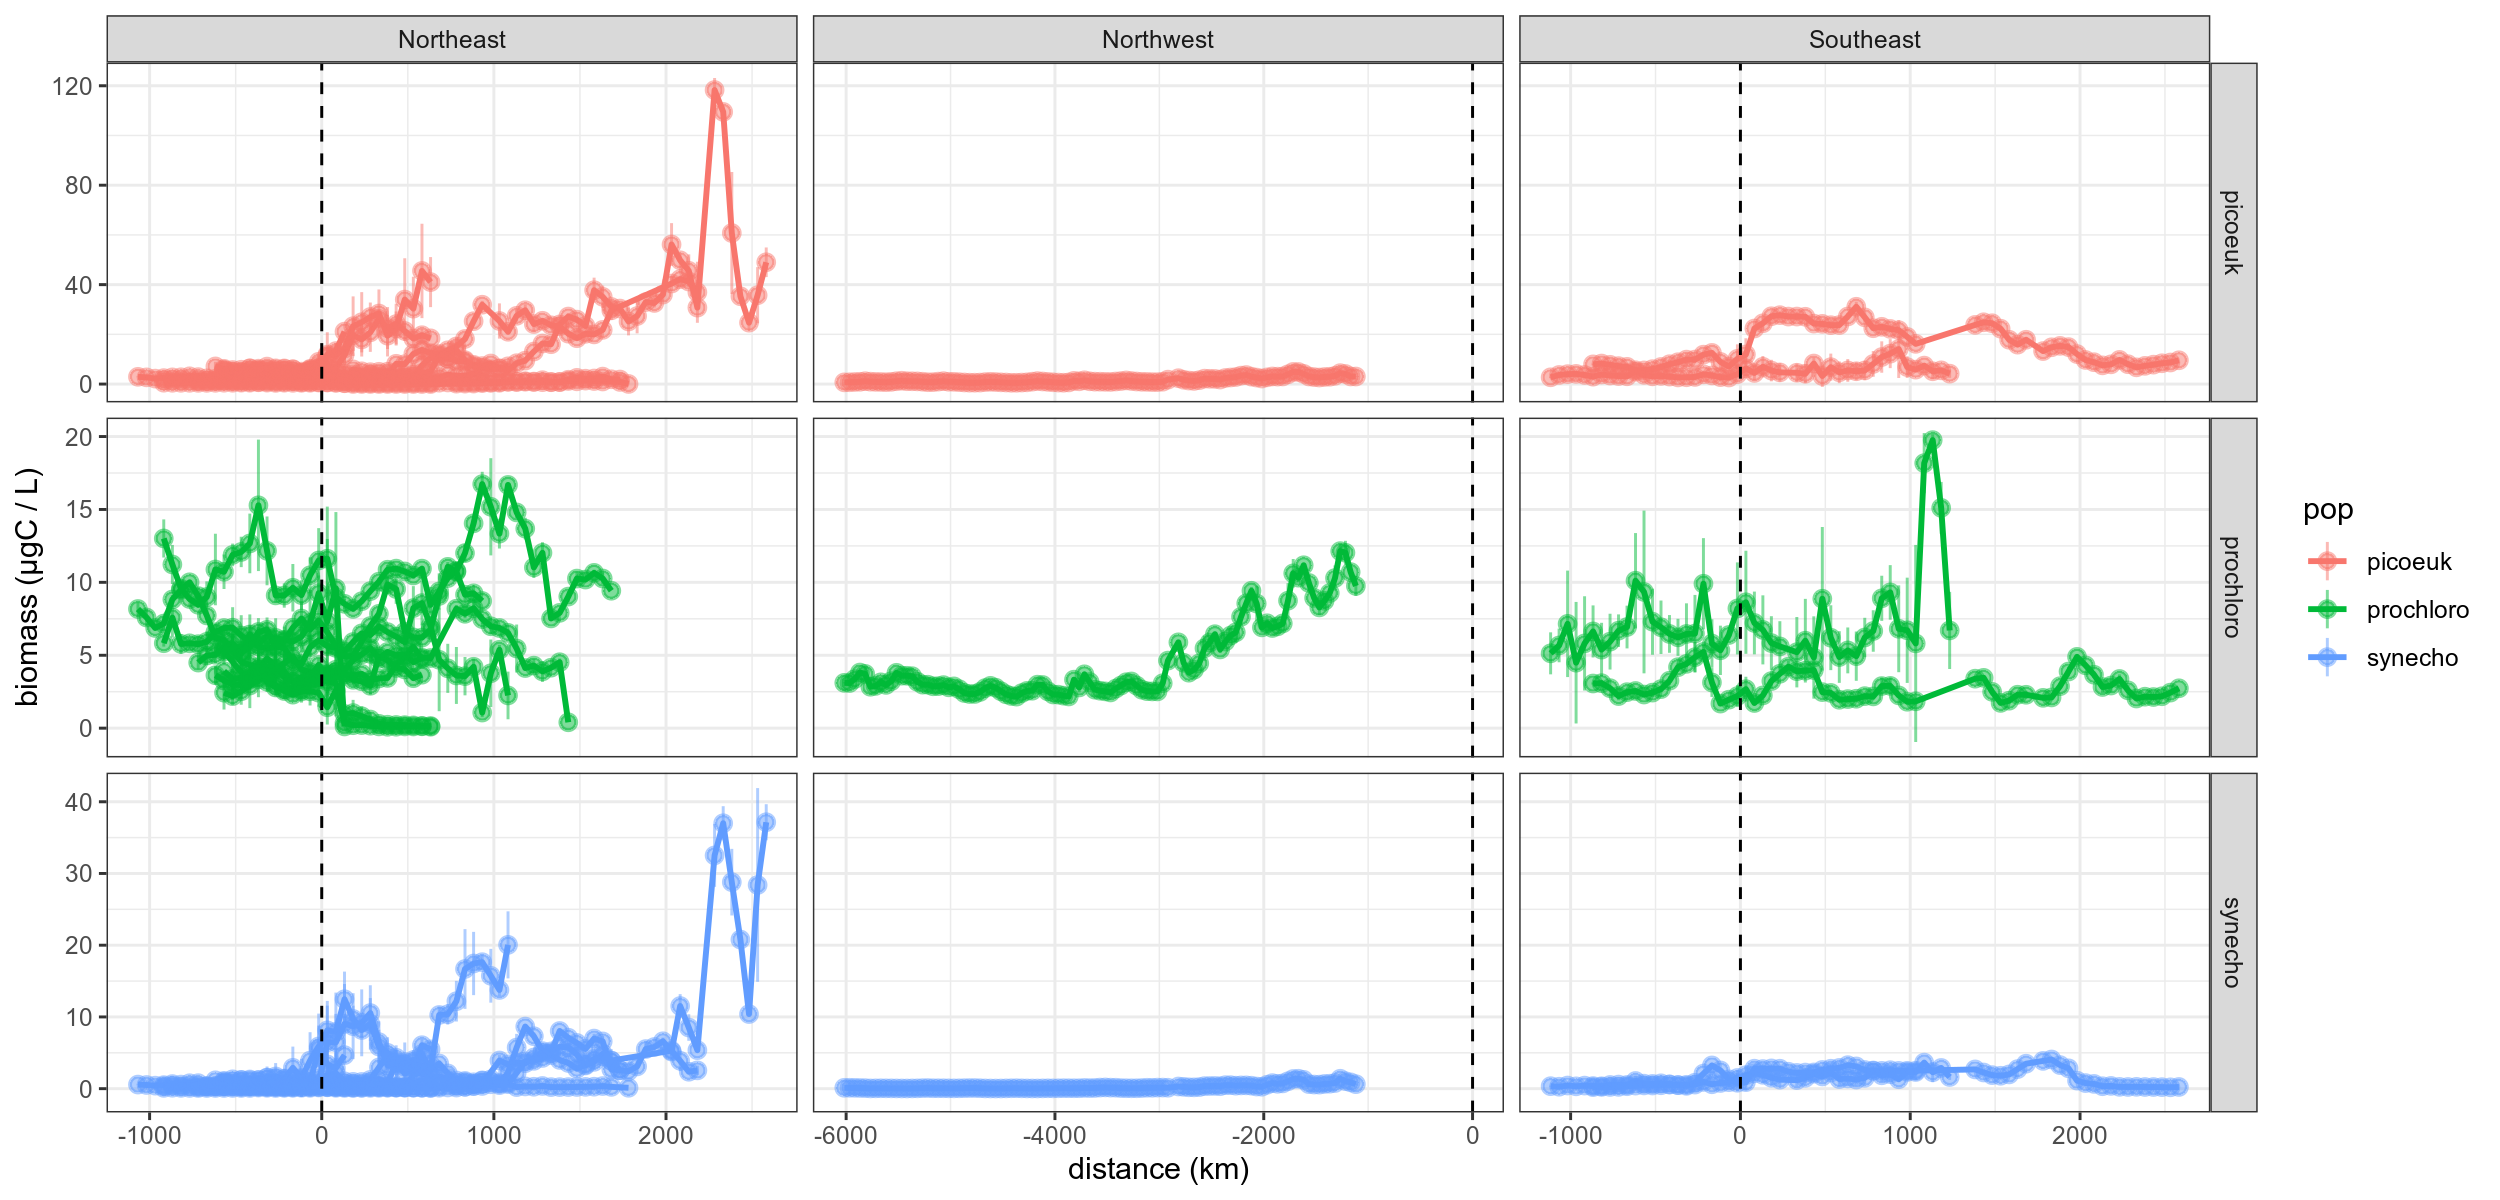 Northeast
Northwest
Southeast
120
80
40
0
picoeuk
20
15
10
5
0
prochloro
40
30
20
10
0
synecho
-1000
0
1000
2000
-6000
-4000
-2000
0
-1000
0
1000
2000
distance (km)
biomass (µgC / L)
pop
picoeuk
prochloro
synecho